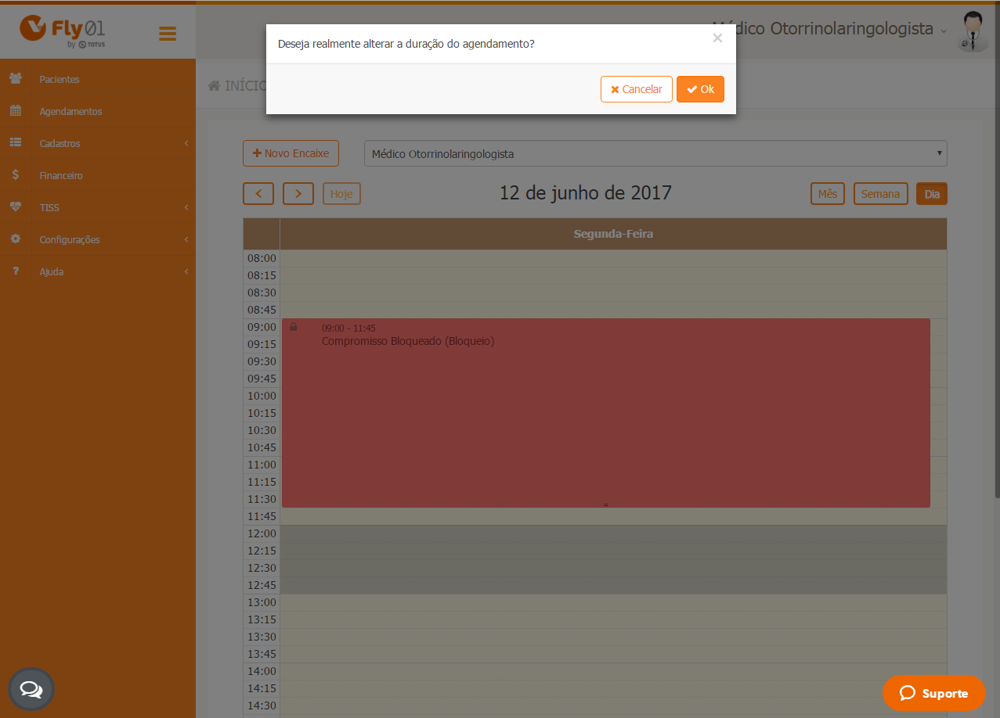 Fly01
by TOTVS
Médico Otorrinolaringologista
Deseja realmente alterar a duração do agendamento?
×
Cancelar
Ok
INÍCIO
Pacientes
Agendamentos
Cadastros
Financeiro
TISS
Configurações
Ajuda
+ Novo Encaixe
Médico Otorrinolaringologista
< > Hoje
12 de junho de 2017
Mês Semana Dia
Segunda-Feira
08:00
08:15
08:30
08:45
09:00
09:00 - 11:45
Compromisso Bloqueado (Bloqueio)
09:15
09:30
09:45
10:00
10:15
10:30
10:45
11:00
11:15
11:30
11:45
12:00
12:15
12:30
12:45
13:00
13:15
13:30
13:45
14:00
14:15
14:30
Suporte